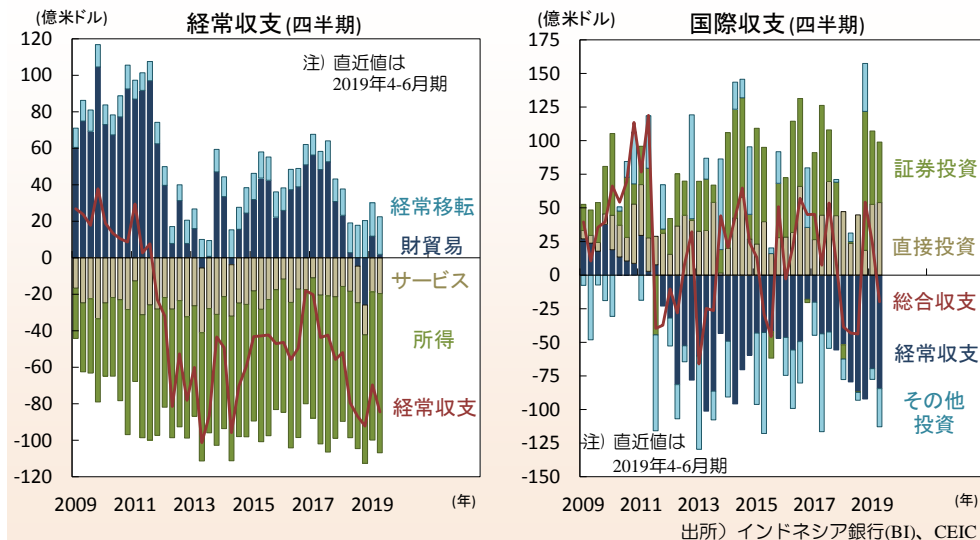 (億米ドル)
経常収支 (四半期)
注) 直近値は
2019年4-6月期
120
100
80
60
40
20
0
-20
-40
-60
-80
-100
-120
経常移転
財貿易
サービス
所得
経常収支
2009 2011 2013 2015 2017 2019 (年)
(億米ドル)
国際収支 (四半期)
175
150
125
100
75
50
25
0
-25
-50
-75
-100
-125
-150
証券投資
直接投資
総合収支
経常収支
その他
投資
注) 直近値は
2019年4-6月期
2009 2011 2013 2015 2017 2019 (年)
出所）インドネシア銀行(BI)、CEIC